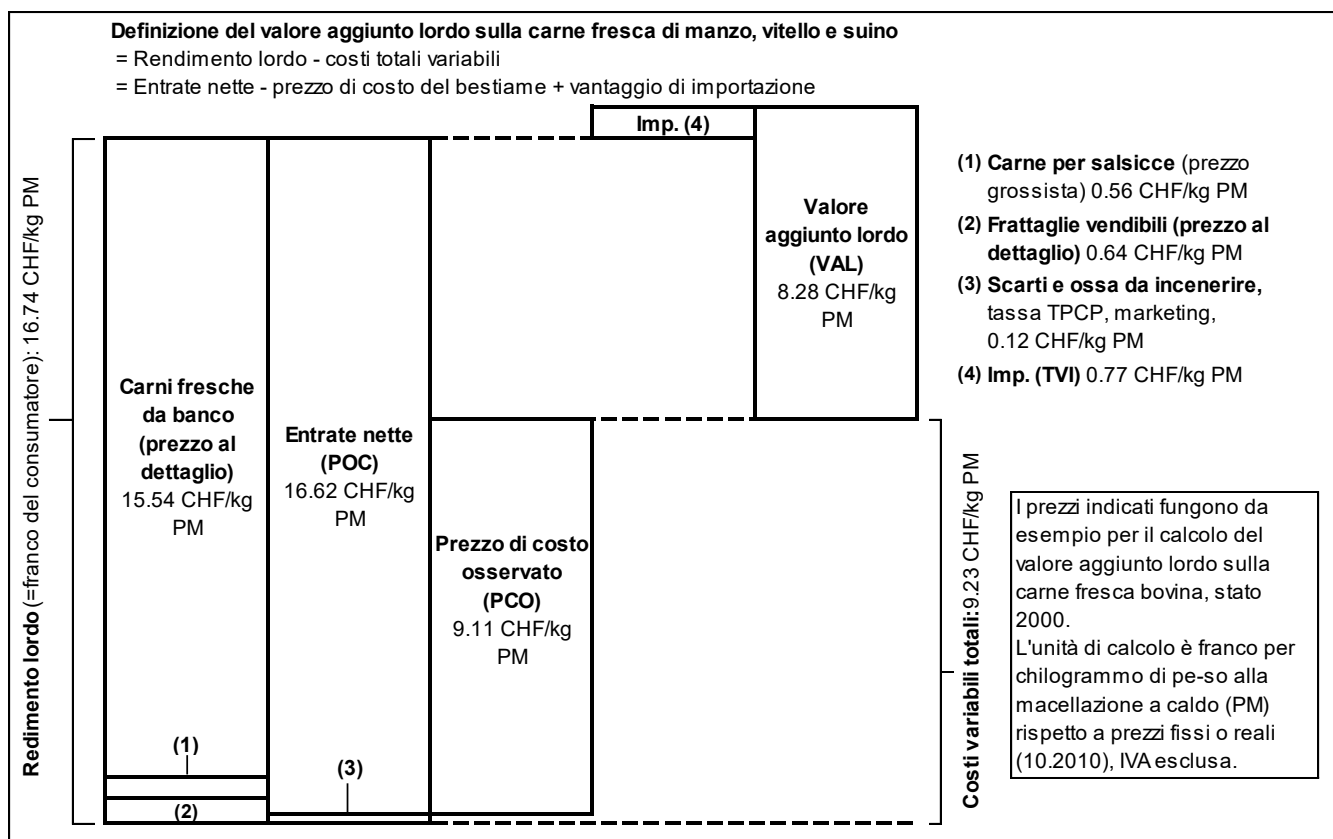 Definizione del valore aggiunto lordo sulla carne fresca di manzo, vitello e suino
= Rendimento lordo - costi totali variabili
= Entrate nette - prezzo di costo del bestiame + vantaggio di importazione
Redimento lordo (=franco del consumatore): 16.74 CHF/kg PM
Carni fresche
da banco
(prezzo al
dettaglio)
15.54 CHF/kg
PM
(1)
(2)
Entrate nette
(POC)
16.62 CHF/kg
PM
(3)
Prezzo di costo
osservato
(PCO)
9.11 CHF/kg
PM
Imp. (4)
Valore
aggiunto lordo
(VAL)
8.28 CHF/kg
PM
Costi variabili totali:9.23 CHF/kg PM
(1) Carne per salsicce (prezzo
grossista) 0.56 CHF/kg PM
(2) Frattaglie vendibili (prezzo al
dettaglio) 0.64 CHF/kg PM
(3) Scarti e ossa da incenerire,
tassa TPCP, marketing,
0.12 CHF/kg PM
(4) Imp. (TVI) 0.77 CHF/kg PM
I prezzi indicati fungono da
esempio per il calcolo del
valore aggiunto lordo sulla
carne fresca bovina, stato
2000.
L'unità di calcolo è franco per
chilogrammo di pe-so alla
macellazione a caldo (PM)
rispetto a prezzi fissi o reali
(10.2010), IVA esclusa.